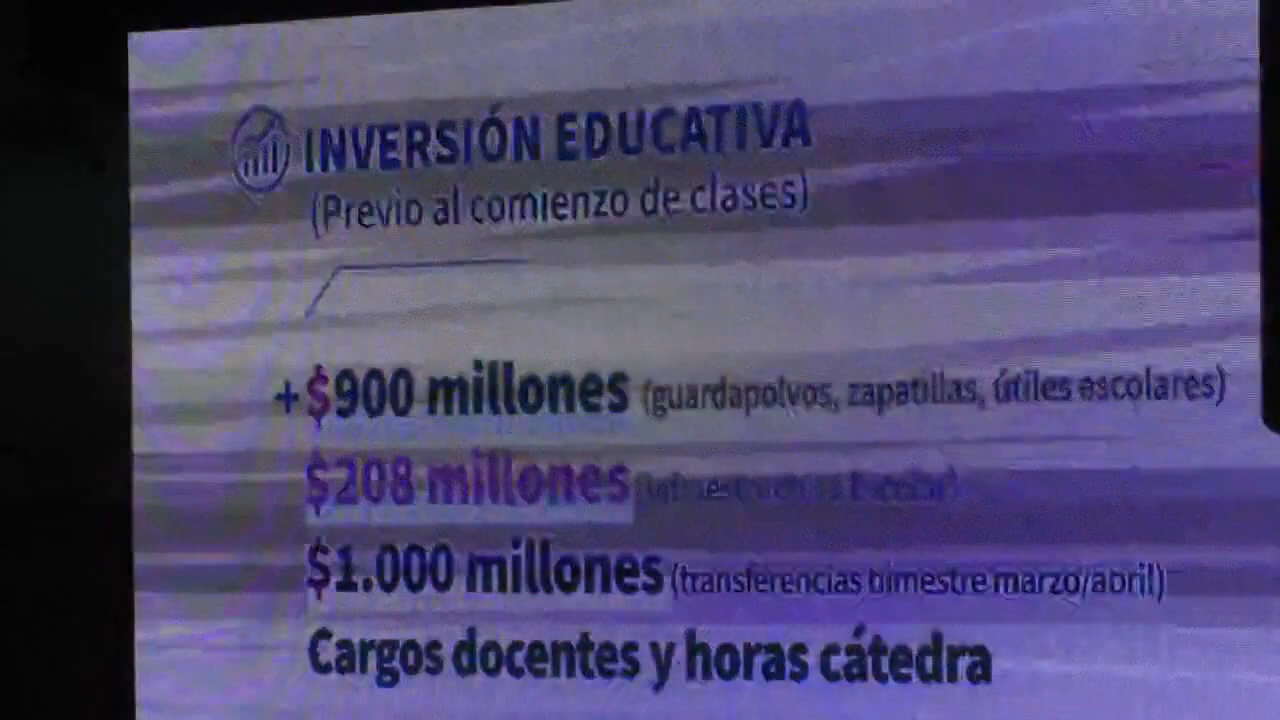 INVERSIÓN EDUCATIVA
(Previo al comienzo de clases)
+$900 millones (guardapolvos, zapatillas, útiles escolares)
$208 millones
$1.000 millones (transferencias bimestre marzo/abril)
Cargos docentes y horas cátedra